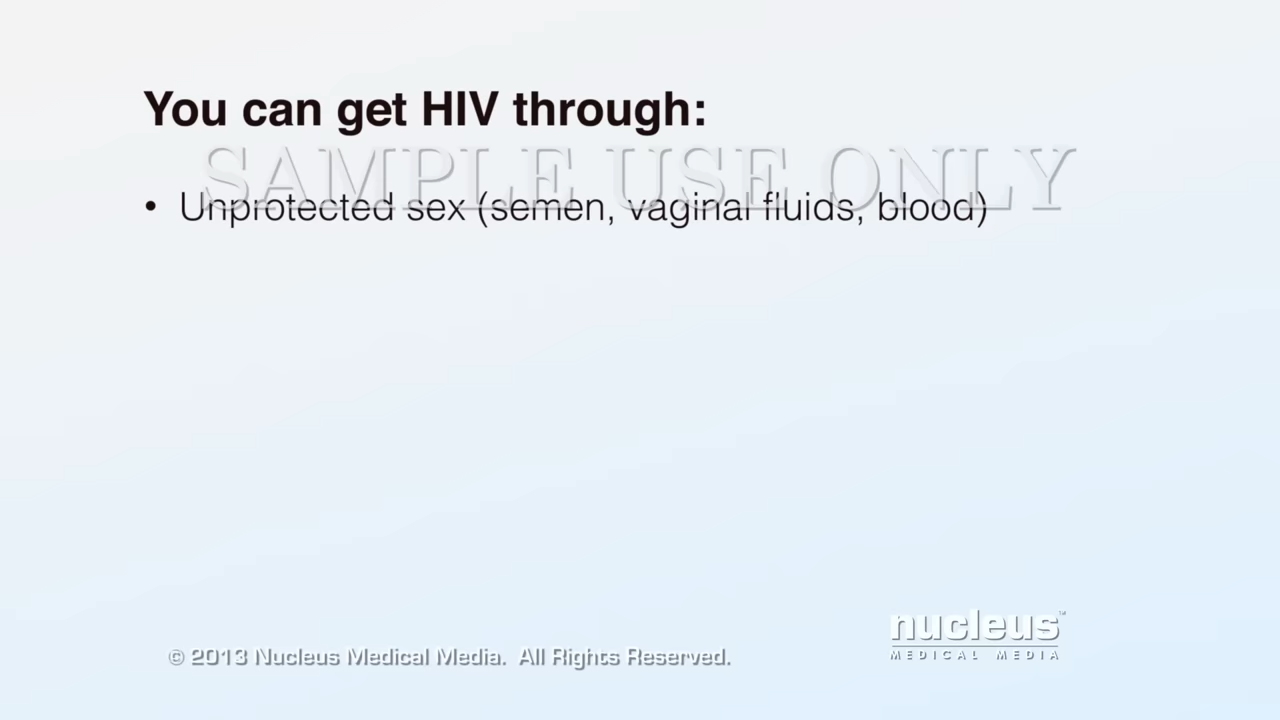 You can get HIV through:
SAMPLE USE ONLY
• Unprotected sex (semen, vaginal fluids, blood)
nucleus™
MEDICAL MEDIA
© 2013 Nucleus Medical Media. All Rights Reserved.